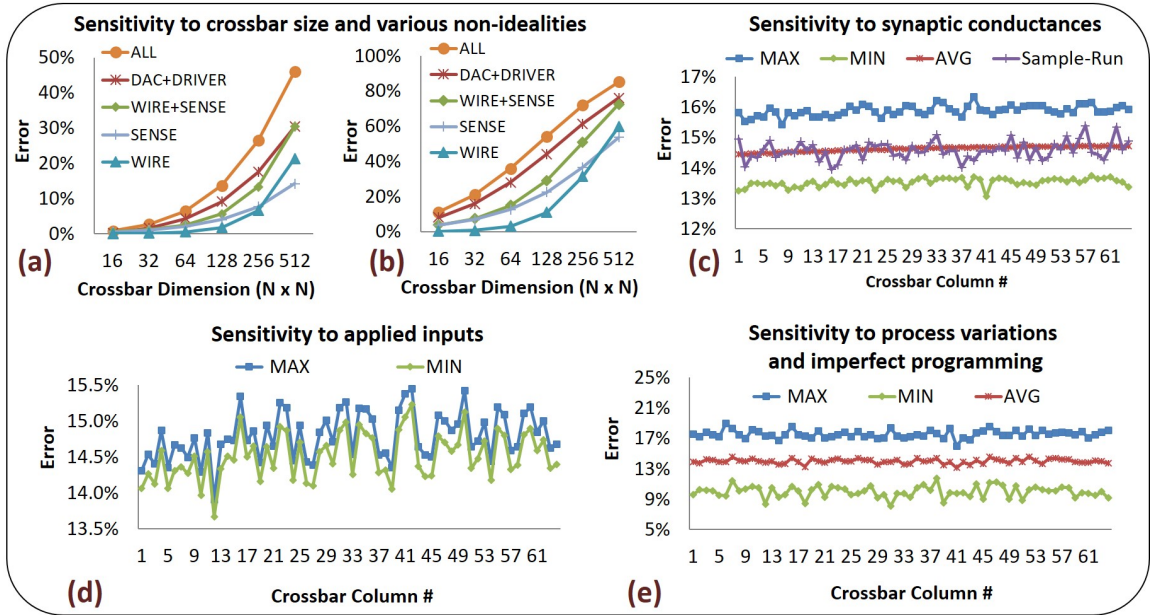 Sensitivity to crossbar size and various non-idealities
50%
40%
30%
20%
10%
0%
Error
ALL
DAC+DRIVER
WIRE+SENSE
SENSE
WIRE
16 32 64 128 256 512
(a)
Crossbar Dimension (N x N)
100%
80%
60%
40%
20%
0%
Error
ALL
DAC+DRIVER
WIRE+SENSE
SENSE
WIRE
16 32 64 128 256 512
(b)
Crossbar Dimension (N x N)
Sensitivity to synaptic conductances
MAX MIN AVG Sample-Run
17%
16%
15%
14%
13%
12%
Error
1 5 9 13 17 21 25 29 33 37 41 45 49 53 57 61
(c)
Crossbar Column #
Sensitivity to applied inputs
MAX MIN
15.5%
15.0%
14.5%
14.0%
13.5%
Error
1 5 9 13 17 21 25 29 33 37 41 45 49 53 57 61
(d)
Crossbar Column #
Sensitivity to process variations
and imperfect programming
25%
21%
17%
13%
9%
5%
Error
MAX MIN AVG
1 5 9 13 17 21 25 29 33 37 41 45 49 53 57 61
(e)
Crossbar Column #